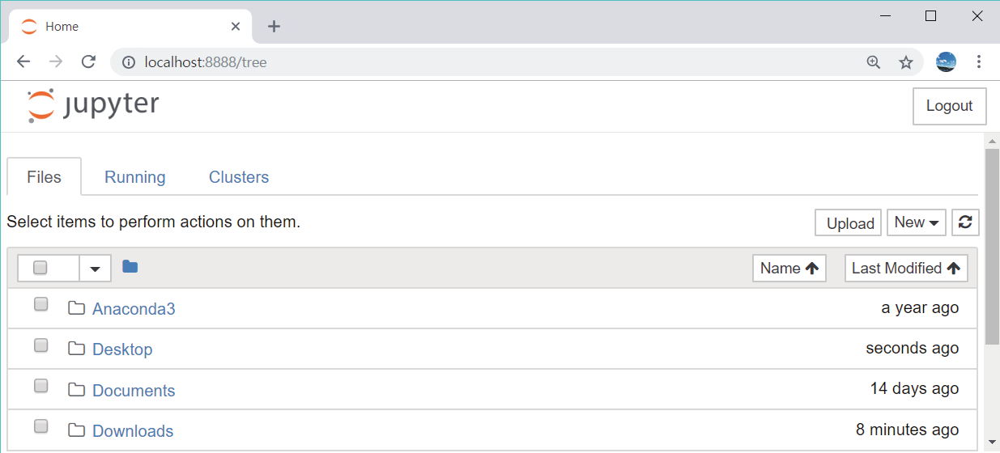 Home
localhost:8888/tree
jupyter
Logout
Files Running Clusters
Select items to perform actions on them. Upload New
Name Last Modified
Anaconda3 a year ago
Desktop seconds ago
Documents 14 days ago
Downloads 8 minutes ago